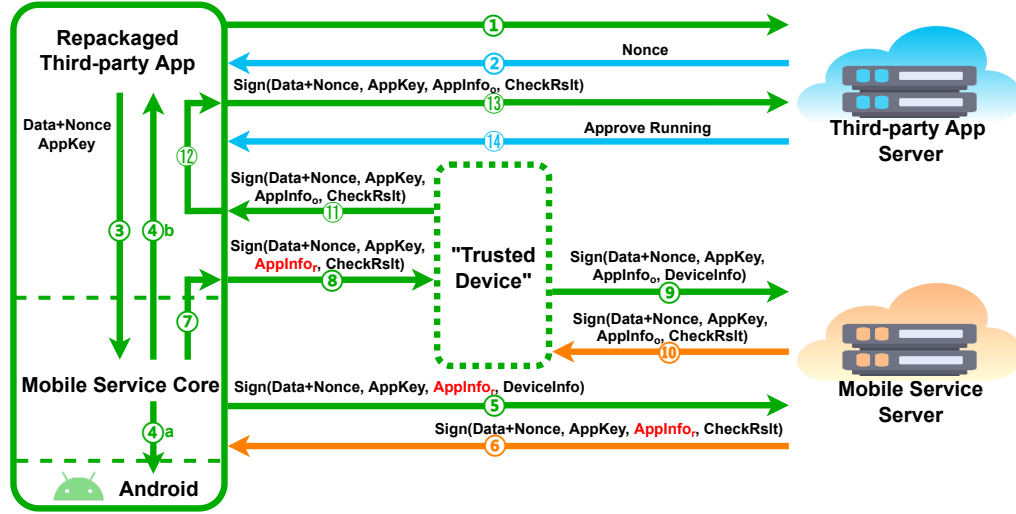 Repackaged
Third-party App
①
② Nonce
Sign(Data+Nonce, AppKey, AppInfoₒ, CheckRslt)
⑬
Approve Running
⑭
Third-party App
Server
Data+Nonce
AppKey
⑫
Sign(Data+Nonce, AppKey,
AppInfoₒ, CheckRslt)
⑪
③
④b
Sign(Data+Nonce, AppKey,
AppInfoᵣ, CheckRslt)
⑧
"Trusted
Device"
Sign(Data+Nonce, AppKey,
AppInfoₒ, DeviceInfo)
⑨
⑦
Sign(Data+Nonce, AppKey,
AppInfoₒ, CheckRslt)
⑩
Mobile Service Core
Sign(Data+Nonce, AppKey, AppInfoᵣ, DeviceInfo)
⑤
Mobile Service
Server
④a
Sign(Data+Nonce, AppKey, AppInfoᵣ, CheckRslt)
⑥
Android